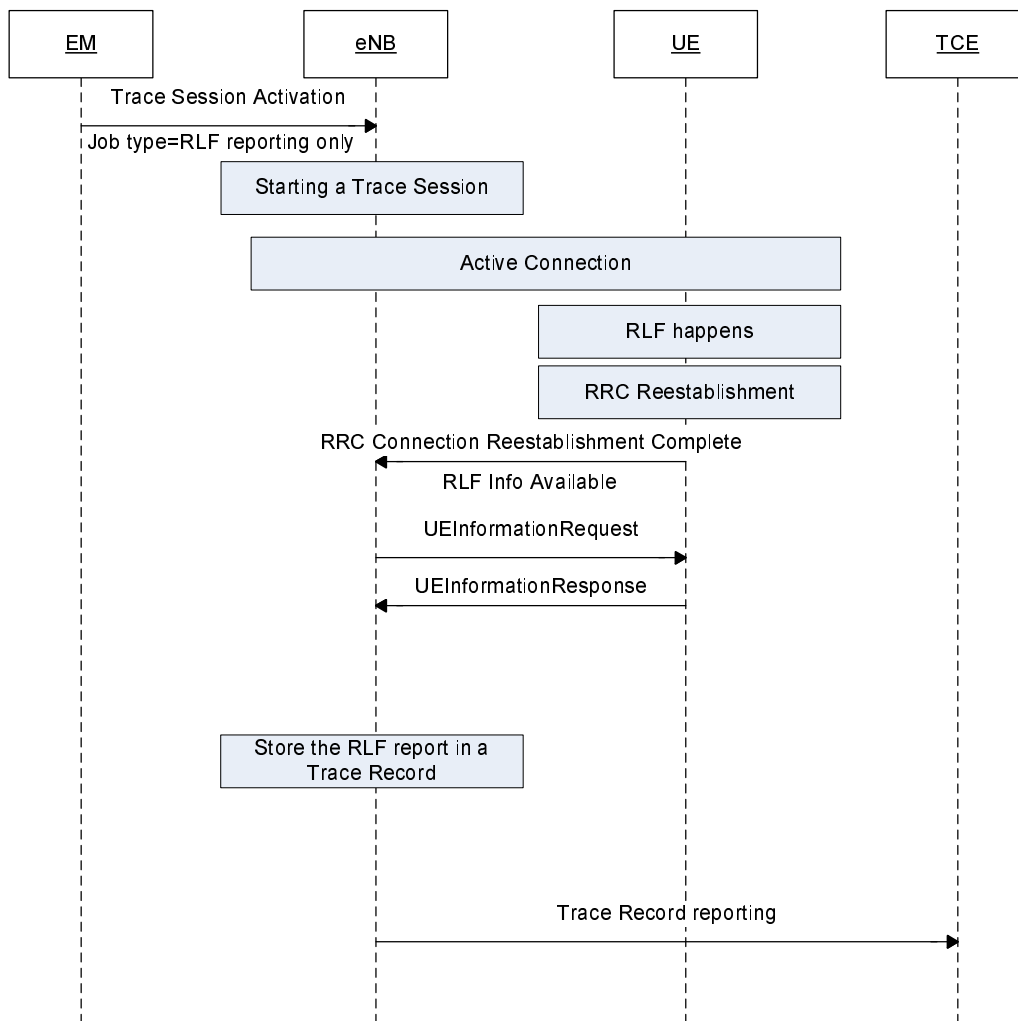 EM
eNB
UE
TCE
Trace Session Activation
Job type=RLF reporting only
Starting a Trace Session
Active Connection
RLF happens
RRC Reestablishment
RRC Connection Reestablishment Complete
RLF Info Available
UEInformationRequest
UEInformationResponse
Store the RLF report in a
Trace Record
Trace Record reporting